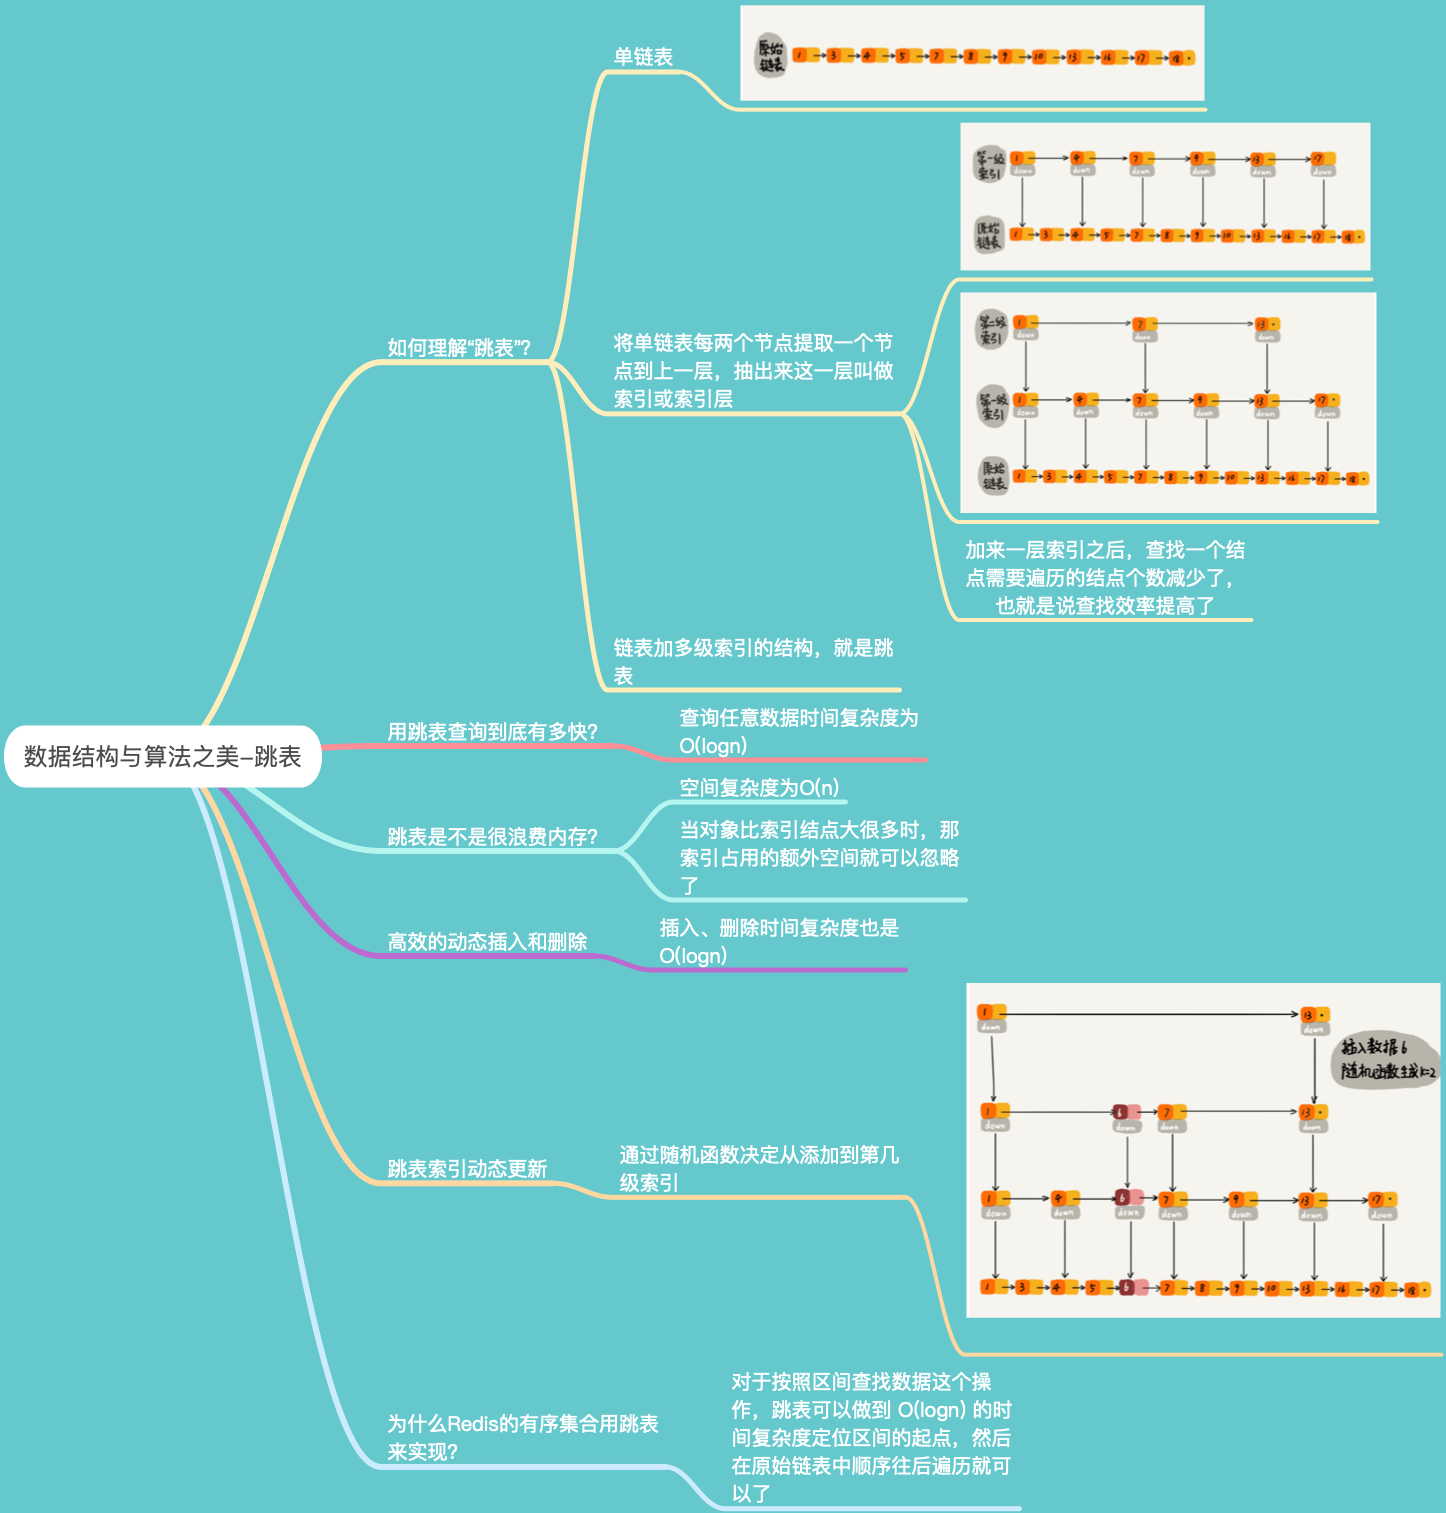 数据结构与算法之美-跳表
如何理解“跳表”?
单链表
原始
链表
1 3 4 5 7 8 9 10 13 16 17 18
将单链表每两个节点提取一个节
点到上一层，抽出来这一层叫做
索引或索引层
第一级
索引
1 4 7 9 13 17
down down down down down down
原始
链表
1 3 4 5 7 8 9 10 13 16 17 18
第二级
索引
1 7 13
down down down
第一级
索引
1 4 7 9 13 17
down down down down down down
原始
链表
1 3 4 5 7 8 9 10 13 16 17 18
加来一层索引之后，查找一个结
点需要遍历的结点个数减少了，
也就是说查找效率提高了
链表加多级索引的结构，就是跳
表
用跳表查询到底有多快?
查询任意数据时间复杂度为
O(logn)
跳表是不是很浪费内存?
空间复杂度为O(n)
当对象比索引结点大很多时，那
索引占用的额外空间就可以忽略
了
高效的动态插入和删除
插入、删除时间复杂度也是
O(logn)
跳表索引动态更新
通过随机函数决定从添加到第几
级索引
1 13
down down
插入数据6
随机函数生成K=2
1 6 7 13
down down down down
1 4 6 7 9 13 17
down down down down down down down
1 3 4 5 6 7 8 9 10 13 16 17 18
为什么Redis的有序集合用跳表
来实现?
对于按照区间查找数据这个操
作，跳表可以做到 O(logn) 的时
间复杂度定位区间的起点，然后
在原始链表中顺序往后遍历就可
以了